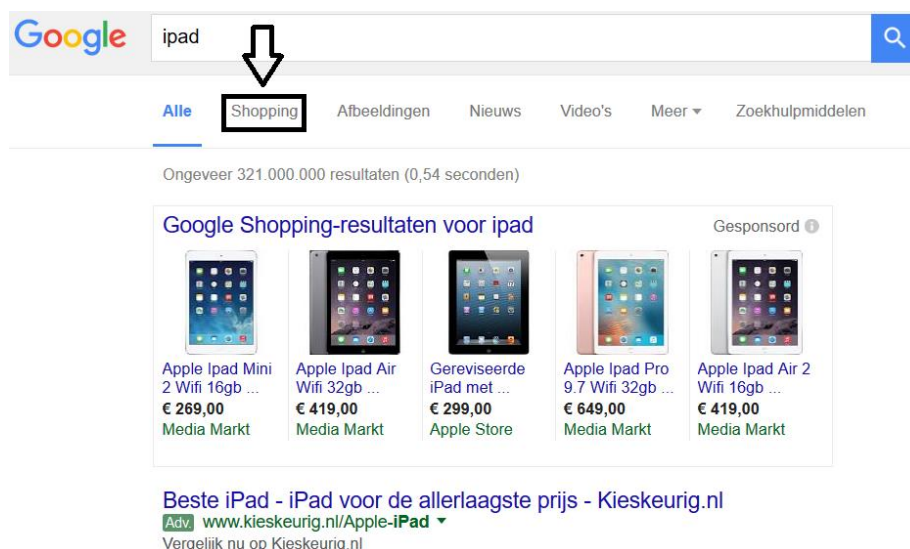 Google ipad
Alle Shopping Afbeeldingen Nieuws Video's Meer Zoekhulpmiddelen
Ongeveer 321.000.000 resultaten (0,54 seconden)
Google Shopping-resultaten voor ipad Gesponsord
Apple Ipad Mini
2 Wifi 16gb ...
€ 269,00
Media Markt
Apple Ipad Air
Wifi 32gb ...
€ 419,00
Media Markt
Gereviseerde
iPad met ...
€ 299,00
Apple Store
Apple Ipad Pro
9.7 Wifi 32gb ...
€ 649,00
Media Markt
Apple Ipad Air 2
Wifi 16gb ...
€ 419,00
Media Markt
Beste iPad - iPad voor de allerlaagste prijs - Kieskeurig.nl
Adv. www.kieskeurig.nl/Apple-iPad
Vergelijk nu op Kieskeurig.nl